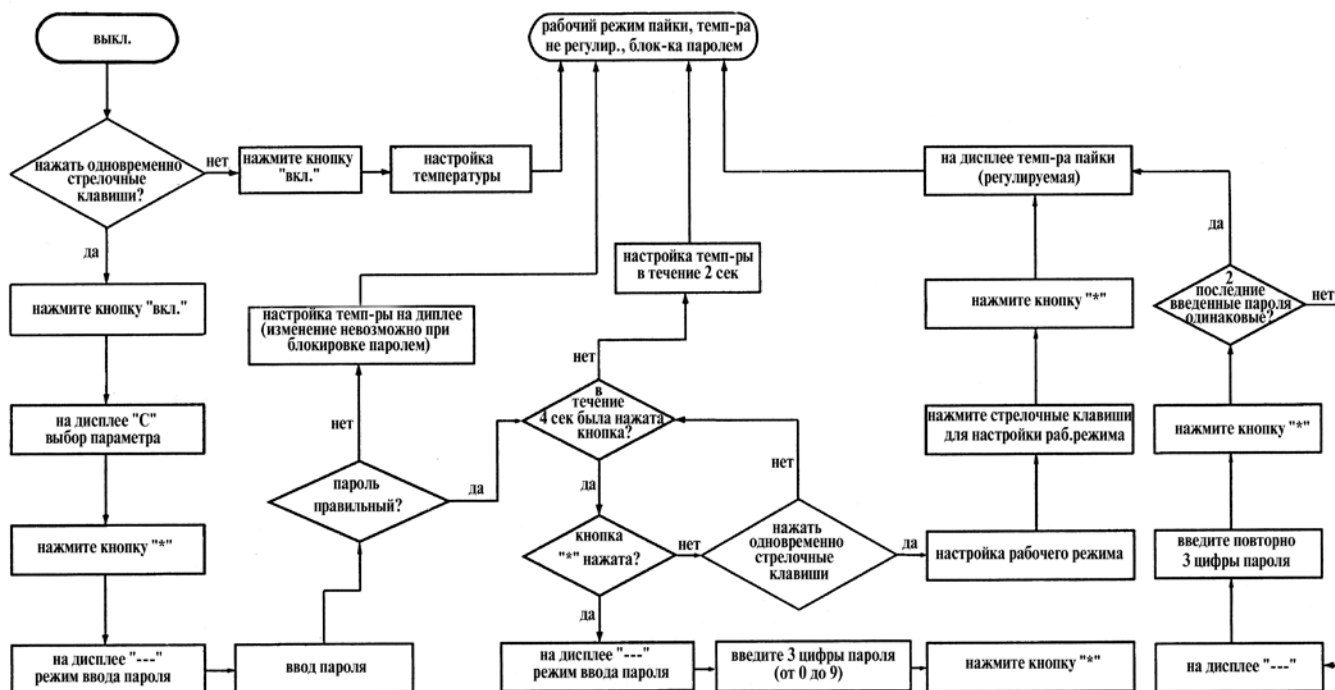 выкл.
рабочий режим пайки, темп-ра
не регулир., блок-ка паролем
нажать одновременно
стрелочные
клавиши?
нет
нажмите кнопку
"вкл."
настройка
температуры
на дисплее темп-ра пайки
(регулируемая)
да
да
настройка темп-ры
в течение 2 сек
2
последние
введенные пароля
одинаковые?
нет
нажмите кнопку "вкл."
настройка темп-ры на диплее
(изменение невозможно при
блокировке паролем)
нажмите кнопку "*"
нет
в
течение
4 сек была нажата
кнопка?
на дисплее "С"
выбор параметра
нет
нажмите стрелочные клавиши
для настройки раб.режима
нажмите кнопку "*"
пароль
правильный?
да
да
нет
нажмите кнопку "*"
кнопка
"*" нажата?
нет
нажать
одновременно
стрелочные
клавиши
да
настройка рабочего режима
введите повторно
3 цифры пароля
да
на дисплее "---"
режим ввода пароля
ввод пароля
на дисплее "---"
режим ввода пароля
введите 3 цифры пароля
(от 0 до 9)
нажмите кнопку "*"
на дисплее "---"